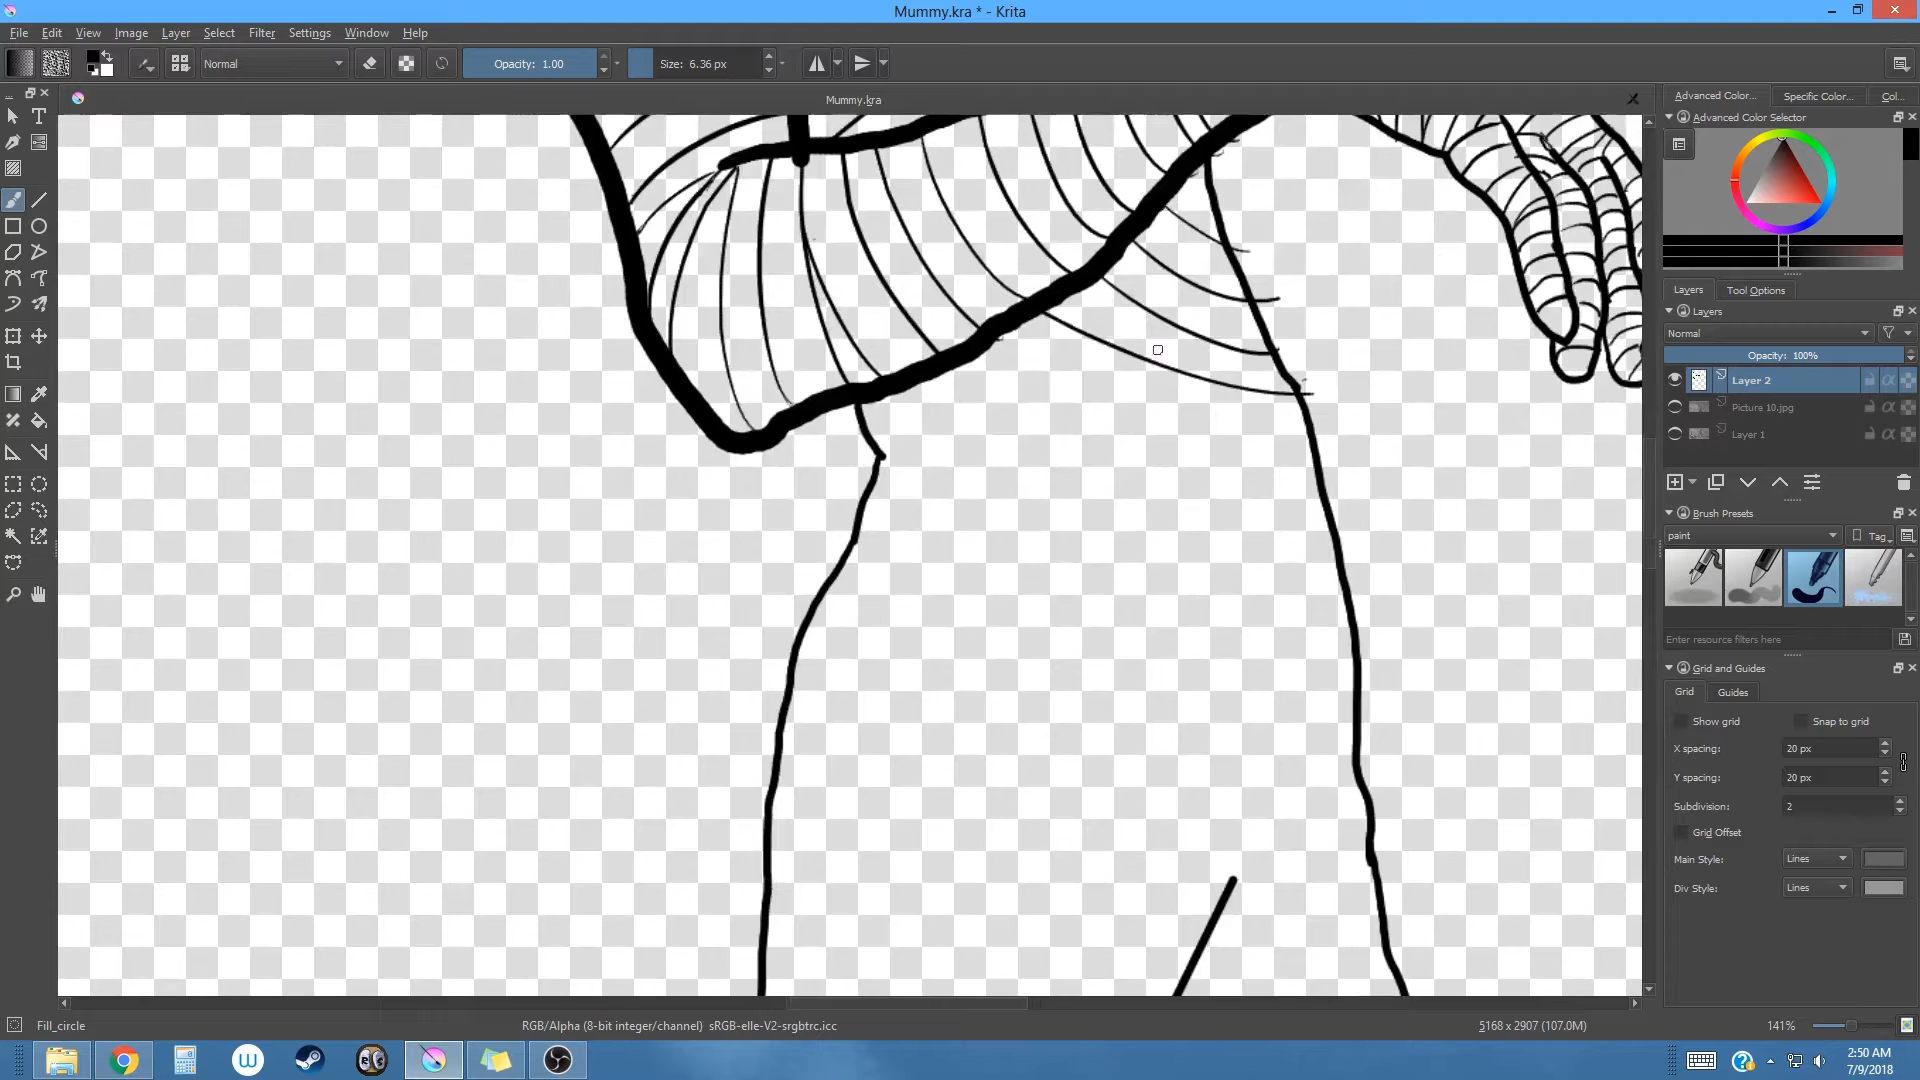 Mummy.kra * - Krita
File Edit View Image Layer Select Filter Settings Window Help
Normal
Opacity: 1.00
Size: 6.36 px
Mummy.kra
Advanced Color...
Specific Color...
Col...
Advanced Color Selector
Layers
Tool Options
Layers
Normal
Opacity: 100%
Layer 2
Picture 10.jpg
Layer 1
Brush Presets
paint
Tag
Enter resource filters here
Grid and Guides
Grid
Guides
Show grid
Snap to grid
X spacing:
20 px
Y spacing:
20 px
Subdivision:
2
Grid Offset
Main Style:
Lines
Div Style:
Lines
Fill_circle
RGB/Alpha (8-bit integer/channel) sRGB-elle-V2-srgbtrc.icc
5168 x 2907 (107.0M)
141%
2:50 AM
7/9/2018